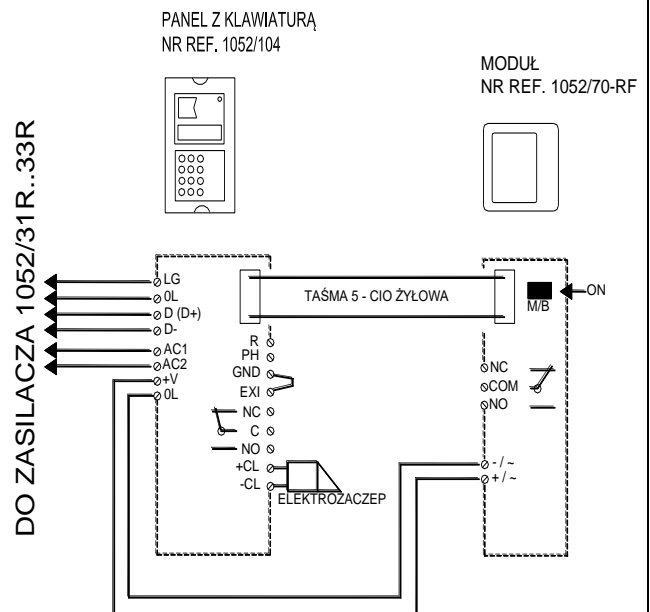 PANEL Z KLAWIATURĄ
NR REF. 1052/104
MODUŁ
NR REF. 1052/70-RF
DO ZASILACZA 1052/31R..33R
LG
0L
D (D+)
D-
AC1
AC2
+V
0L
TAŚMA 5 - CIO ŻYŁOWA
R
PH
GND
EXI
NC
C
NO
+CL
-CL
ELEKTROZACZEP
ON
M/B
NC
COM
NO
- / ~
+ / ~